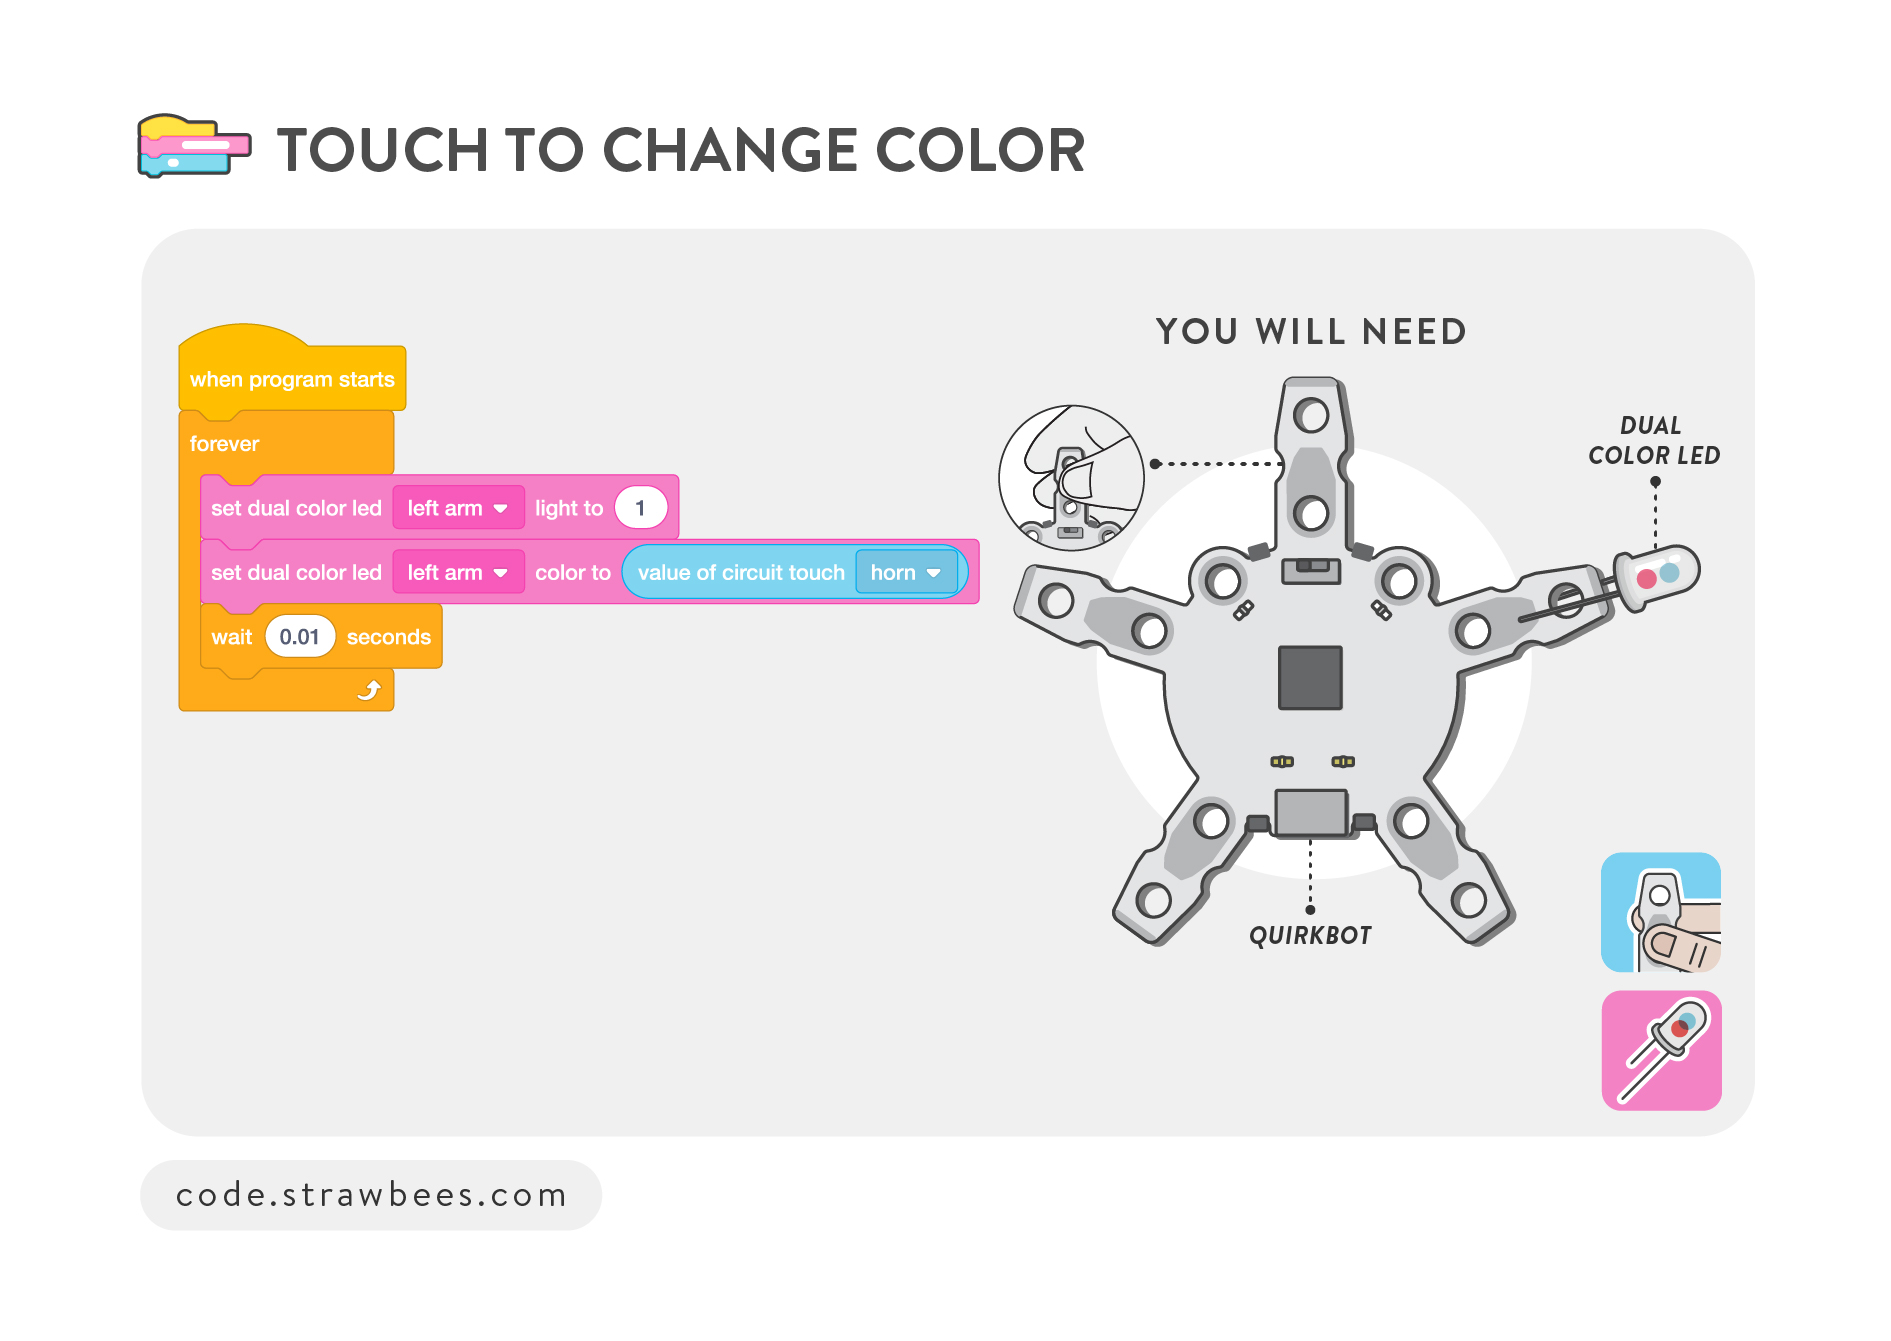 TOUCH TO CHANGE COLOR
when program starts
forever
set dual color led left arm light to 1
set dual color led left arm color to value of circuit touch horn
wait 0.01 seconds
YOU WILL NEED
DUAL
COLOR LED
QUIRKBOT
code.strawbees.com